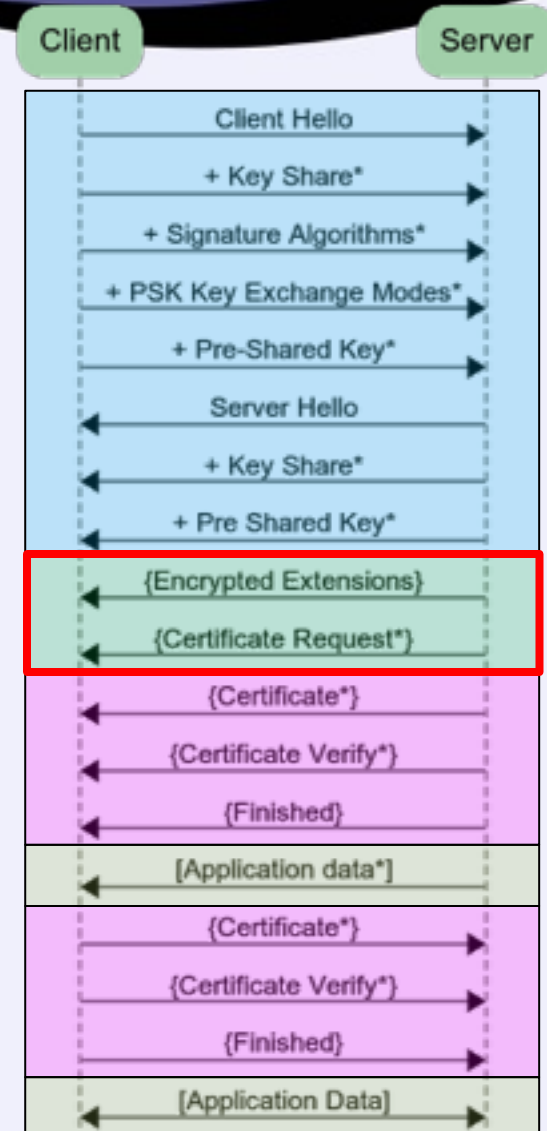 Client
Server
Client Hello
+ Key Share*
+ Signature Algorithms*
+ PSK Key Exchange Modes*
+ Pre-Shared Key*
Server Hello
+ Key Share*
+ Pre Shared Key*
{Encrypted Extensions}
{Certificate Request*}
{Certificate*}
{Certificate Verify*}
{Finished}
[Application data*]
{Certificate*}
{Certificate Verify*}
{Finished}
[Application Data]